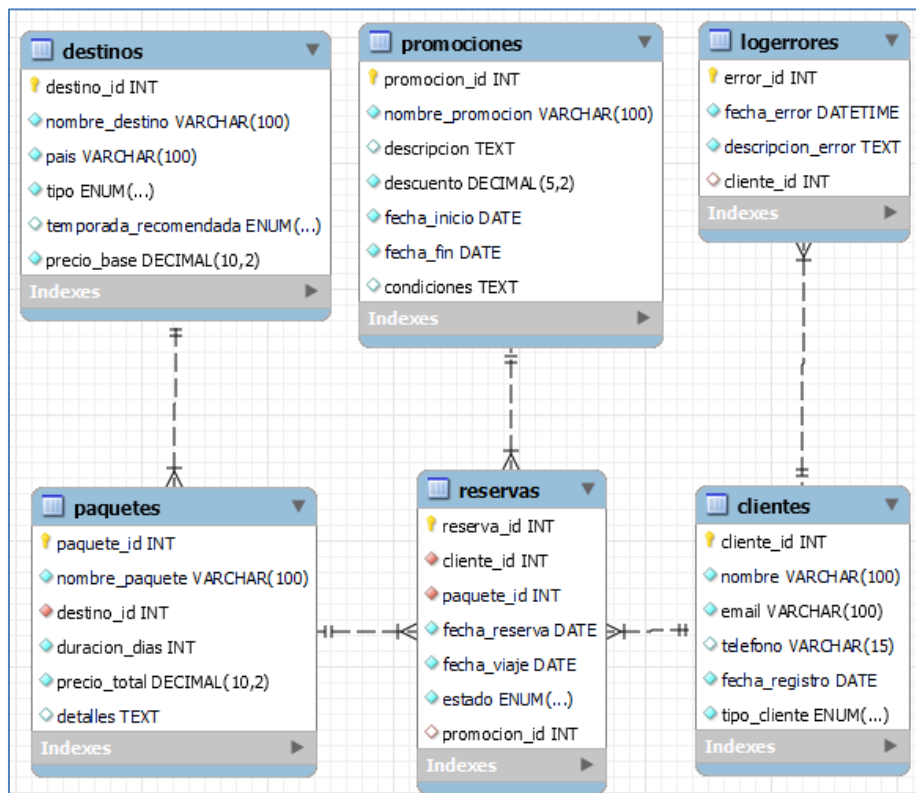 destinos
destino_id INT
nombre_destino VARCHAR(100)
pais VARCHAR(100)
tipo ENUM(...)
temporada_recomendada ENUM(...)
precio_base DECIMAL(10,2)
Indexes
promociones
promocion_id INT
nombre_promocion VARCHAR(100)
descripcion TEXT
descuento DECIMAL(5,2)
fecha_inicio DATE
fecha_fin DATE
condiciones TEXT
Indexes
logerrores
error_id INT
fecha_error DATETIME
descripcion_error TEXT
cliente_id INT
Indexes
paquetes
paquete_id INT
nombre_paquete VARCHAR(100)
destino_id INT
duracion_dias INT
precio_total DECIMAL(10,2)
detalles TEXT
Indexes
reservas
reserva_id INT
cliente_id INT
paquete_id INT
fecha_reserva DATE
fecha_viaje DATE
estado ENUM(...)
promocion_id INT
Indexes
clientes
cliente_id INT
nombre VARCHAR(100)
email VARCHAR(100)
telefono VARCHAR(15)
fecha_registro DATE
tipo_cliente ENUM(...)
Indexes